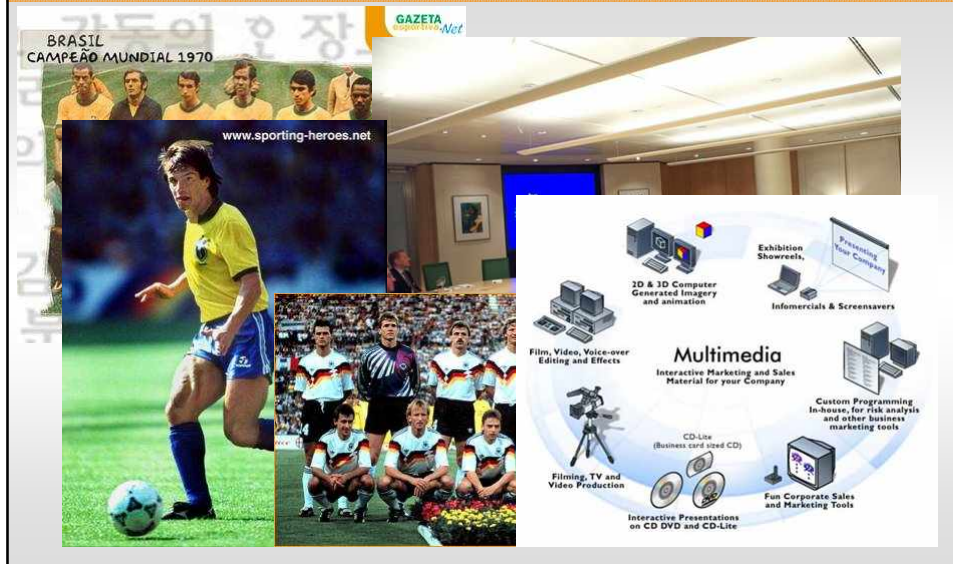 BRASIL
CAMPEÃO MUNDIAL 1970
GAZETA
esportiva.Net
www.sporting-heroes.net
Presenting
Your Company
Exhibition
Showreels,
Infomercials & Screensavers
2D & 3D Computer
Generated Imagery
and animation
Film, Video, Voice-over
Editing and Effects
Multimedia
Interactive Marketing and Sales
Material for your Company
Custom Programming
In-house, for risk analysis
and other business
marketing tools
CD-Lite
(Business card sized CD)
Filming, TV and
Video Production
Fun Corporate Sales
and Marketing Tools
Interactive Presentations
on CD DVD and CD-Lite